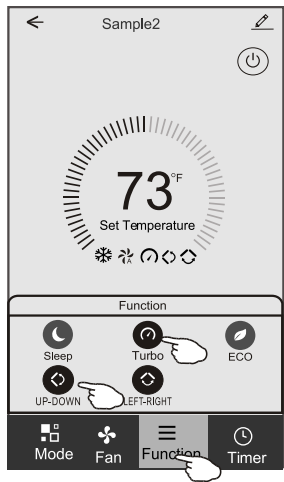 Sample2
73°F
Set Temperature
A
Function
Sleep Turbo ECO
UP-DOWN LEFT-RIGHT
Mode Fan Function Timer